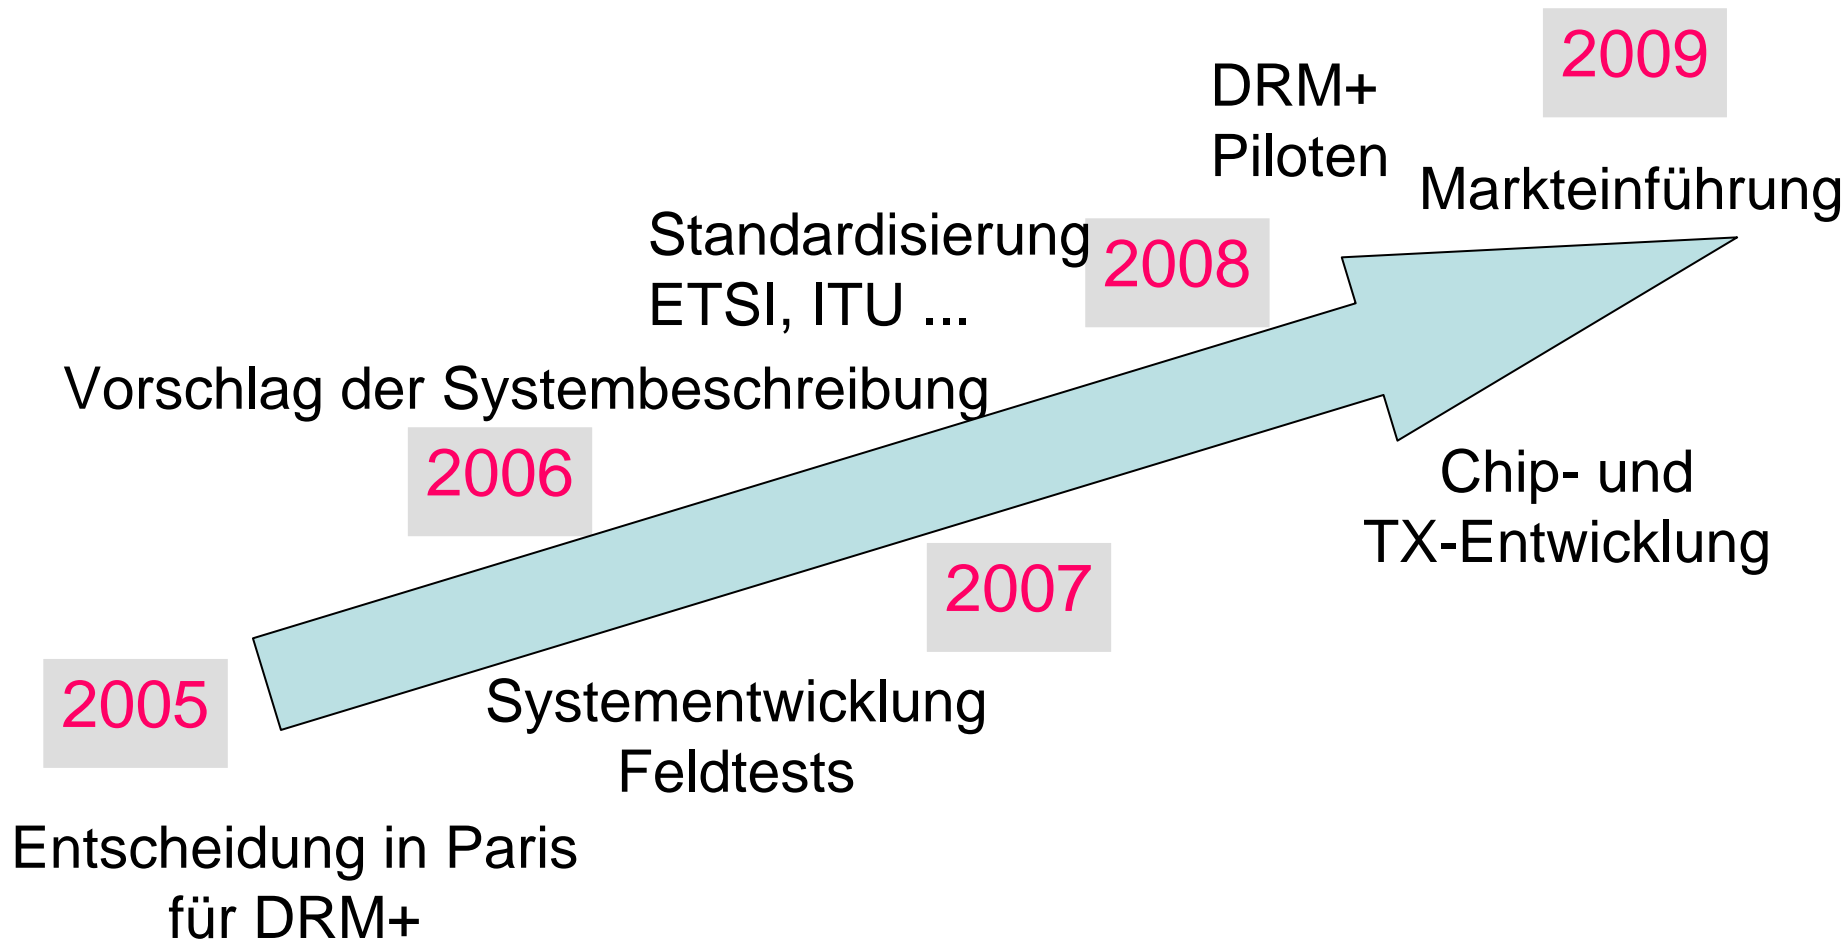 2009
DRM+
Piloten
Markteinführung
Standardisierung
ETSI, ITU ...
2008
Vorschlag der Systembeschreibung
2006
Chip- und
TX-Entwicklung
2007
2005
Systementwicklung
Feldtests
Entscheidung in Paris
für DRM+